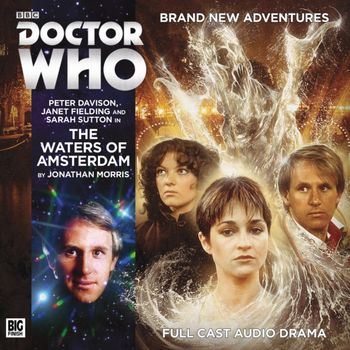 BBC
DOCTOR
WHO
BRAND NEW ADVENTURES
PETER DAVISON,
JANET FIELDING AND
SARAH SUTTON IN
THE
WATERS OF
AMSTERDAM
BY JONATHAN MORRIS
BIG
FINISH
FULL CAST AUDIO DRAMA